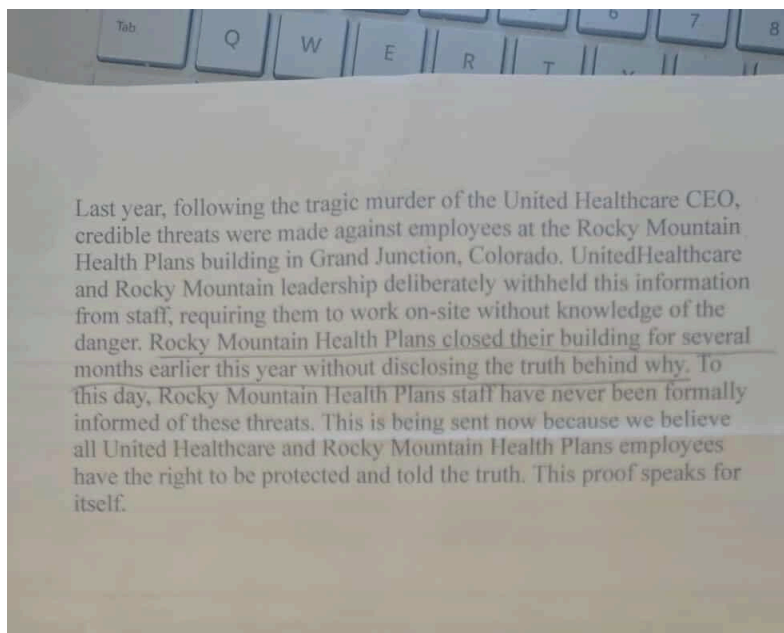 Tab
Q W E R T 6 7 8
Last year, following the tragic murder of the United Healthcare CEO,
credible threats were made against employees at the Rocky Mountain
Health Plans building in Grand Junction, Colorado. UnitedHealthcare
and Rocky Mountain leadership deliberately withheld this information
from staff, requiring them to work on-site without knowledge of the
danger. Rocky Mountain Health Plans closed their building for several
months earlier this year without disclosing the truth behind why. To
this day, Rocky Mountain Health Plans staff have never been formally
informed of these threats. This is being sent now because we believe
all United Healthcare and Rocky Mountain Health Plans employees
have the right to be protected and told the truth. This proof speaks for
itself.